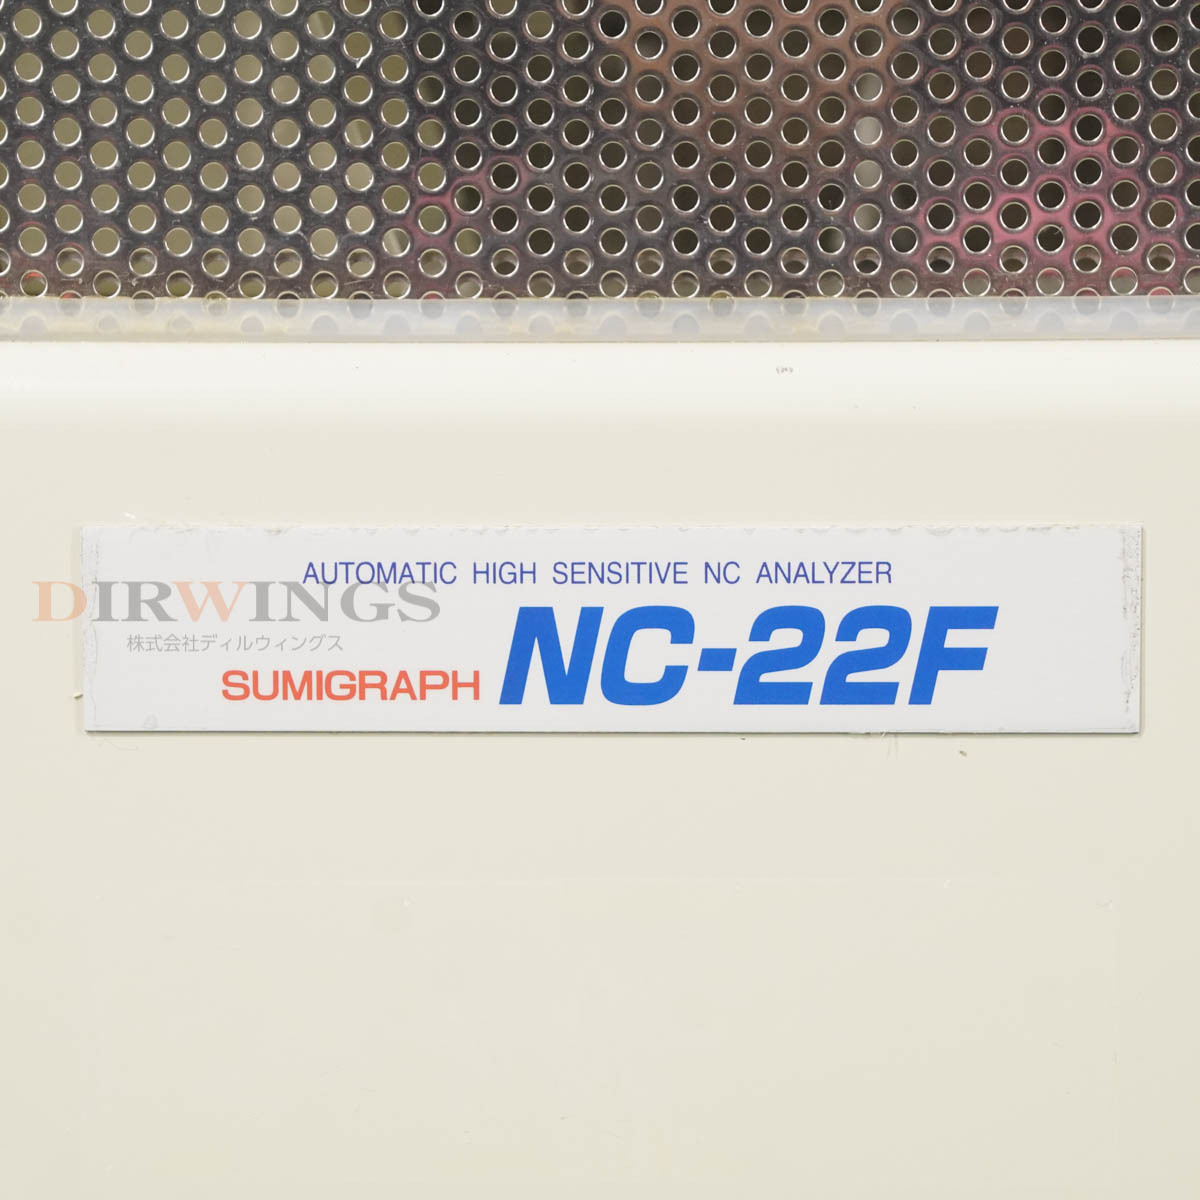 AUTOMATIC HIGH SENSITIVE NC ANALYZER
DIRWINGS
株式会社ディルウィングス
SUMIGRAPH NC-22F